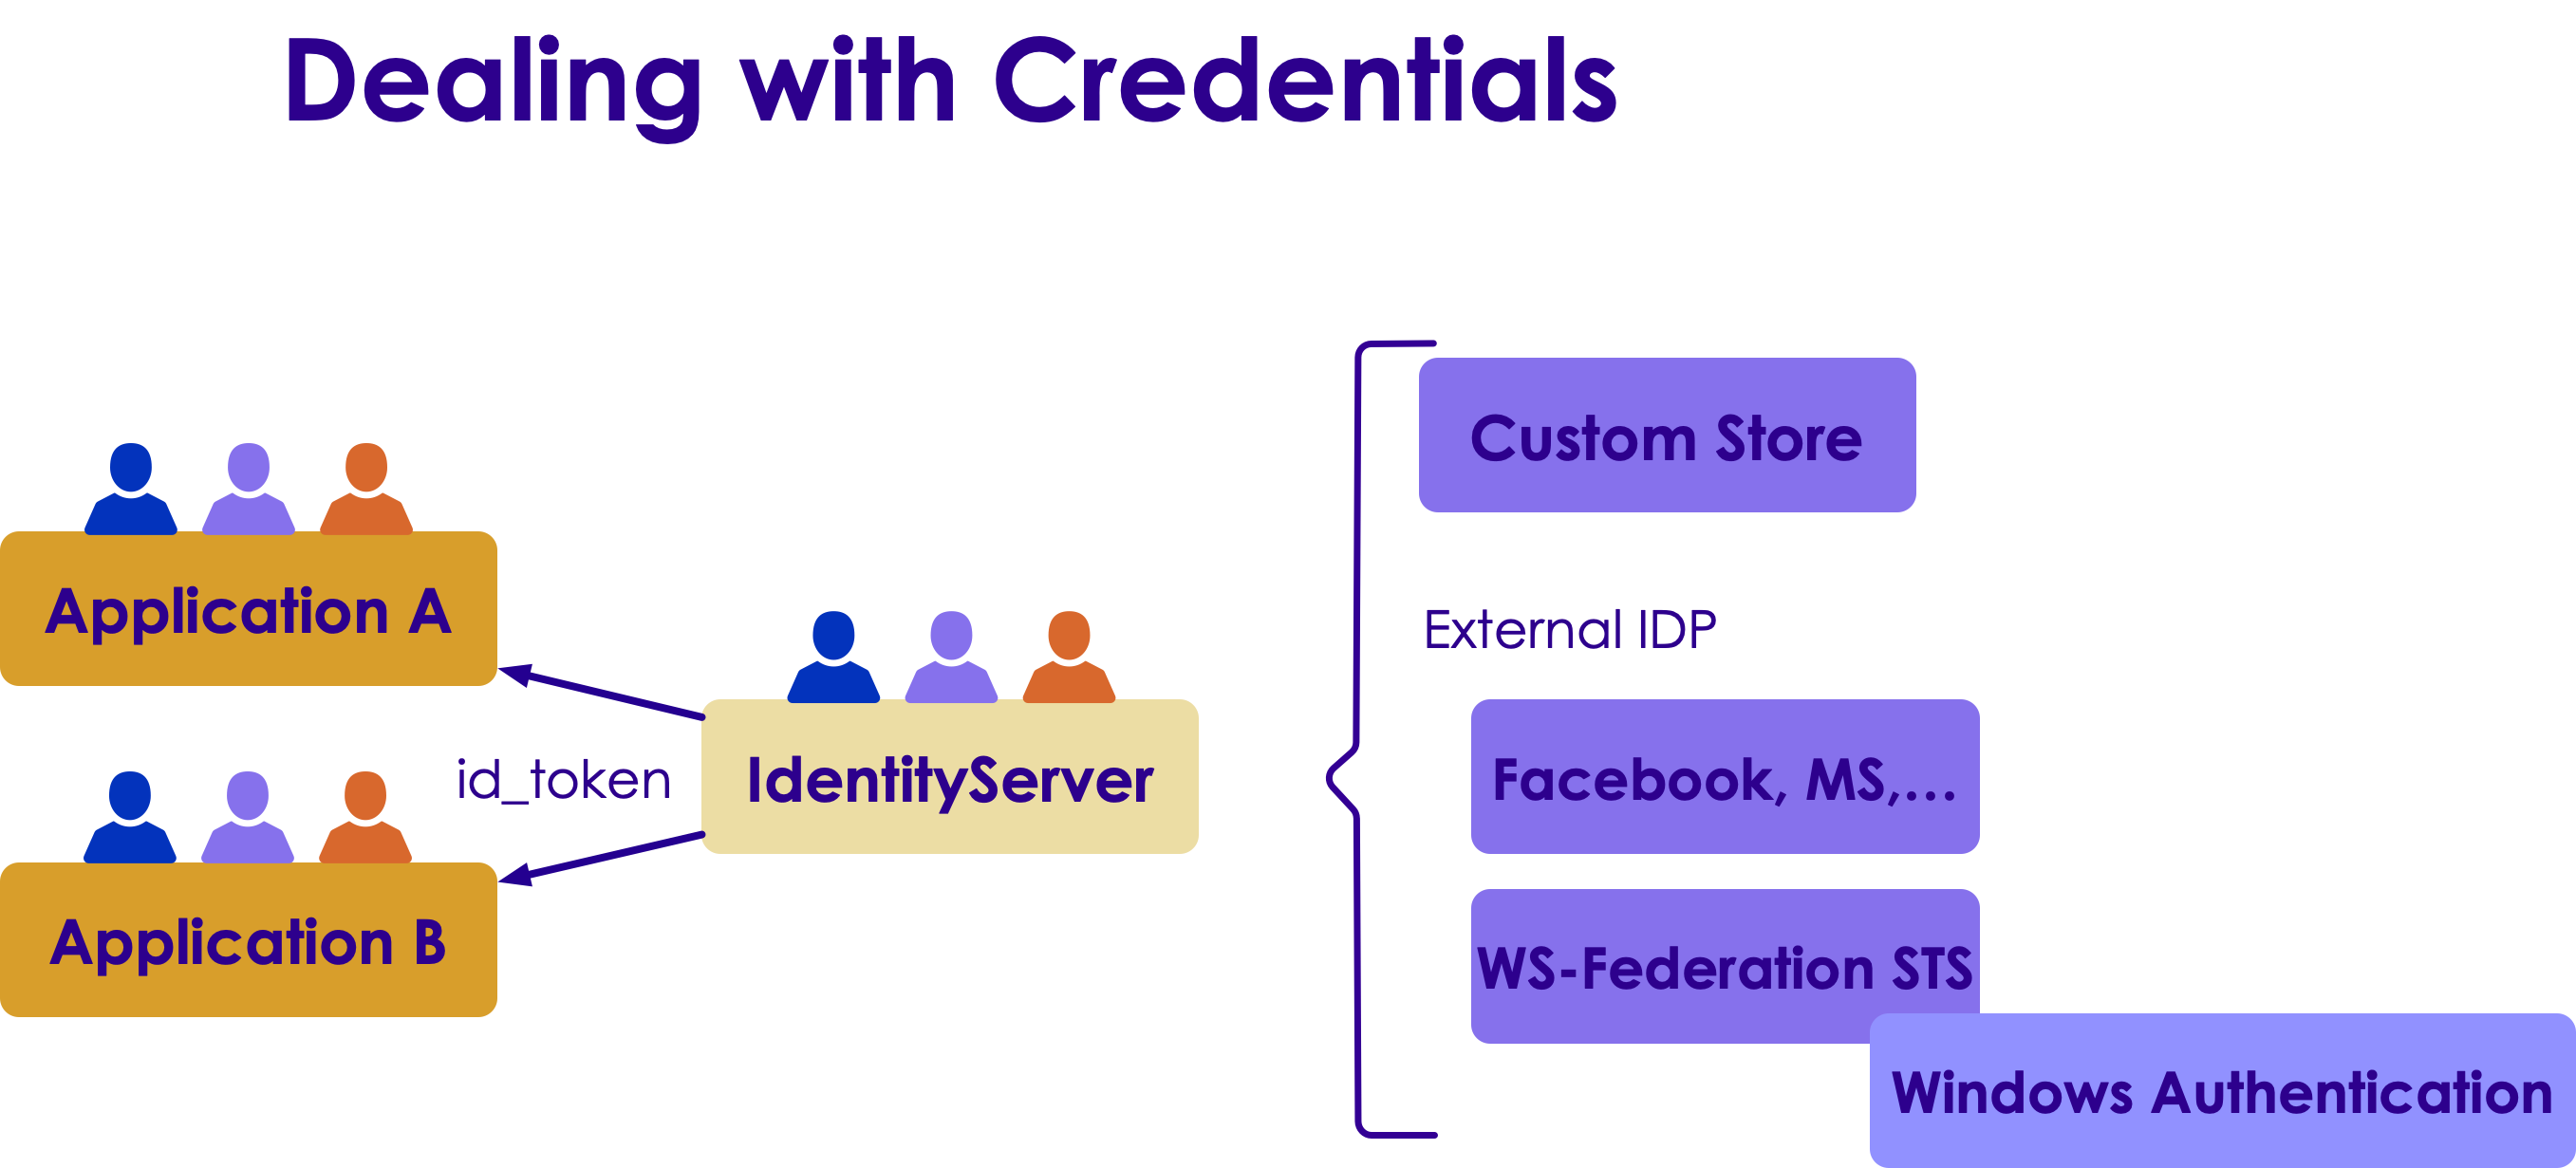 Dealing with Credentials
Custom Store
Application A
External IDP
id_token
IdentityServer
Facebook, MS,...
Application B
WS-Federation STS
Windows Authentication